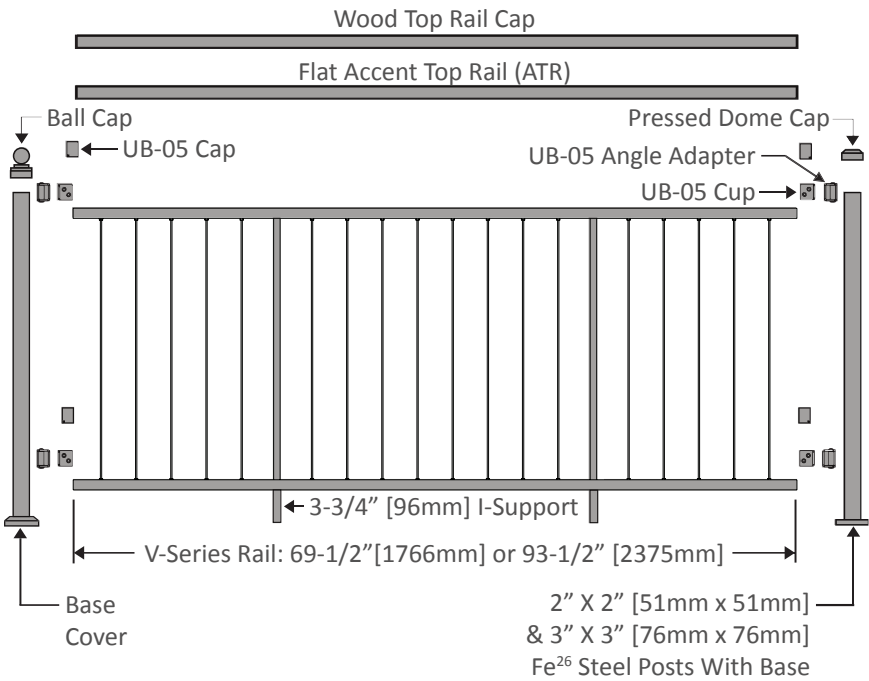 Wood Top Rail Cap
Flat Accent Top Rail (ATR)
Ball Cap
Pressed Dome Cap
UB-05 Cap
UB-05 Angle Adapter
UB-05 Cup
3-3/4” [96mm] I-Support
V-Series Rail: 69-1/2”[1766mm] or 93-1/2” [2375mm]
Base
Cover
2” X 2” [51mm x 51mm]
& 3” X 3” [76mm x 76mm]
Fe²⁶ Steel Posts With Base